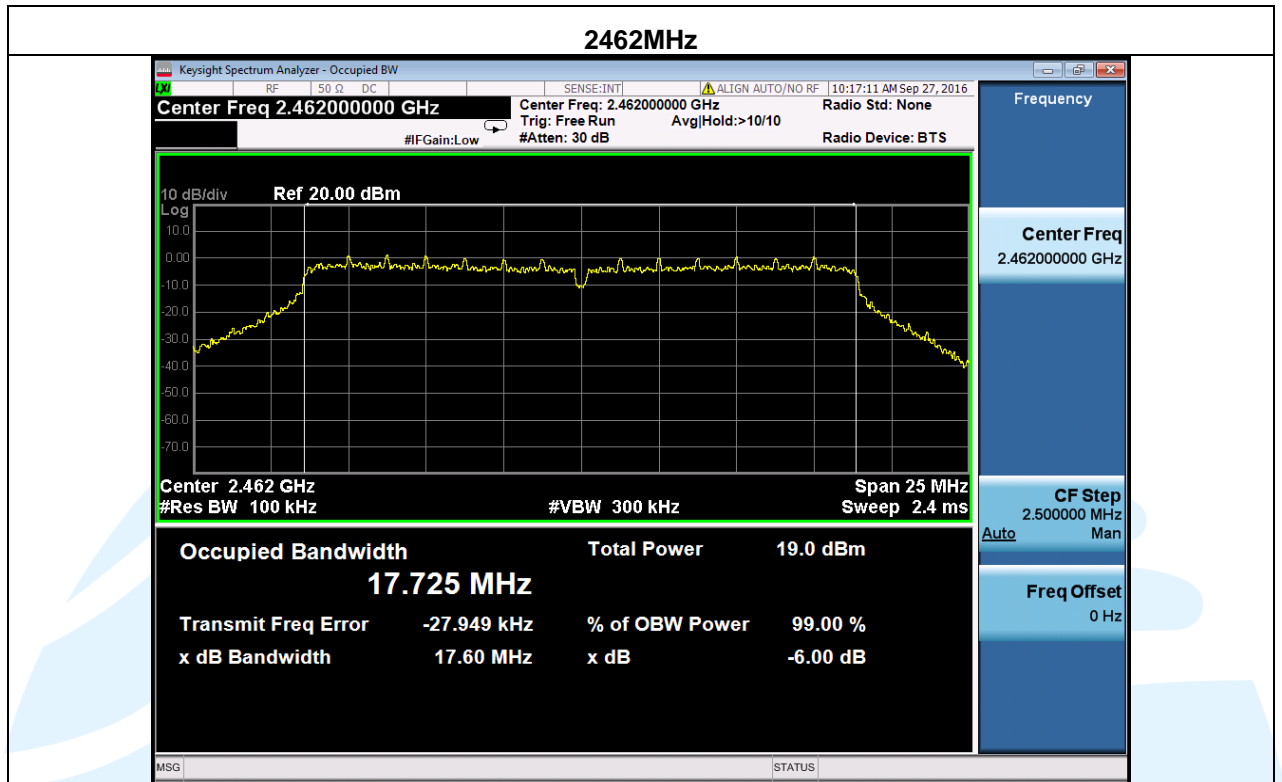 2462MHz
Keysight Spectrum Analyzer - Occupied BW
LXI RF 50 Ω DC SENSE:INT ALIGN AUTO/NO RF 10:17:11 AM Sep 27, 2016
Center Freq 2.462000000 GHz
Center Freq: 2.462000000 GHz Radio Std: None
Trig: Free Run Avg|Hold:>10/10
#IFGain:Low #Atten: 30 dB Radio Device: BTS
10 dB/div Ref 20.00 dBm
Log
10.0
0.00
-10.0
-20.0
-30.0
-40.0
-50.0
-60.0
-70.0
Center 2.462 GHz Span 25 MHz
#Res BW 100 kHz #VBW 300 kHz Sweep 2.4 ms
Occupied Bandwidth Total Power 19.0 dBm
17.725 MHz
Transmit Freq Error -27.949 kHz % of OBW Power 99.00 %
x dB Bandwidth 17.60 MHz x dB -6.00 dB
Frequency
Center Freq
2.462000000 GHz
CF Step
2.500000 MHz
Auto Man
Freq Offset
0 Hz
MSG STATUS